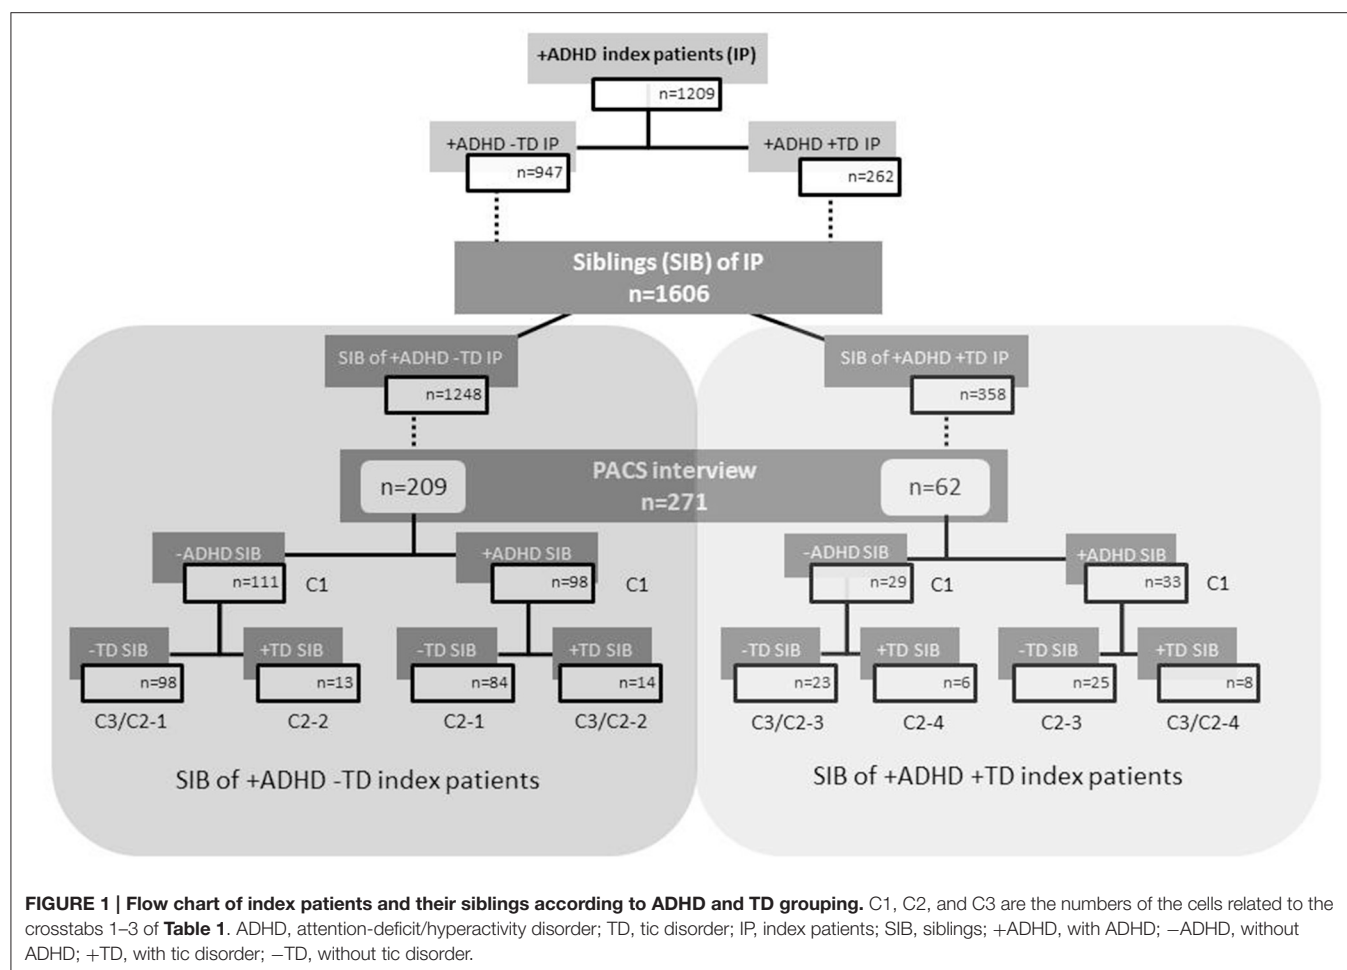 +ADHD index patients (IP)
n=1209
+ADHD -TD IP
n=947
+ADHD +TD IP
n=262
Siblings (SIB) of IP
n=1606
SIB of +ADHD -TD IP
n=1248
SIB of +ADHD +TD IP
n=358
PACS interview
n=271
n=209
n=62
-ADHD SIB
n=111
C1
+ADHD SIB
n=98
C1
-ADHD SIB
n=29
C1
+ADHD SIB
n=33
C1
-TD SIB
n=98
C3/C2-1
+TD SIB
n=13
C2-2
-TD SIB
n=84
C2-1
+TD SIB
n=14
C3/C2-2
-TD SIB
n=23
C3/C2-3
+TD SIB
n=6
C2-4
-TD SIB
n=25
C2-3
+TD SIB
n=8
C3/C2-4
SIB of +ADHD -TD index patients
SIB of +ADHD +TD index patients
FIGURE 1 | Flow chart of index patients and their siblings according to ADHD and TD grouping. C1, C2, and C3 are the numbers of the cells related to the
crosstabs 1–3 of Table 1. ADHD, attention-deficit/hyperactivity disorder; TD, tic disorder; IP, index patients; SIB, siblings; +ADHD, with ADHD; −ADHD, without
ADHD; +TD, with tic disorder; −TD, without tic disorder.